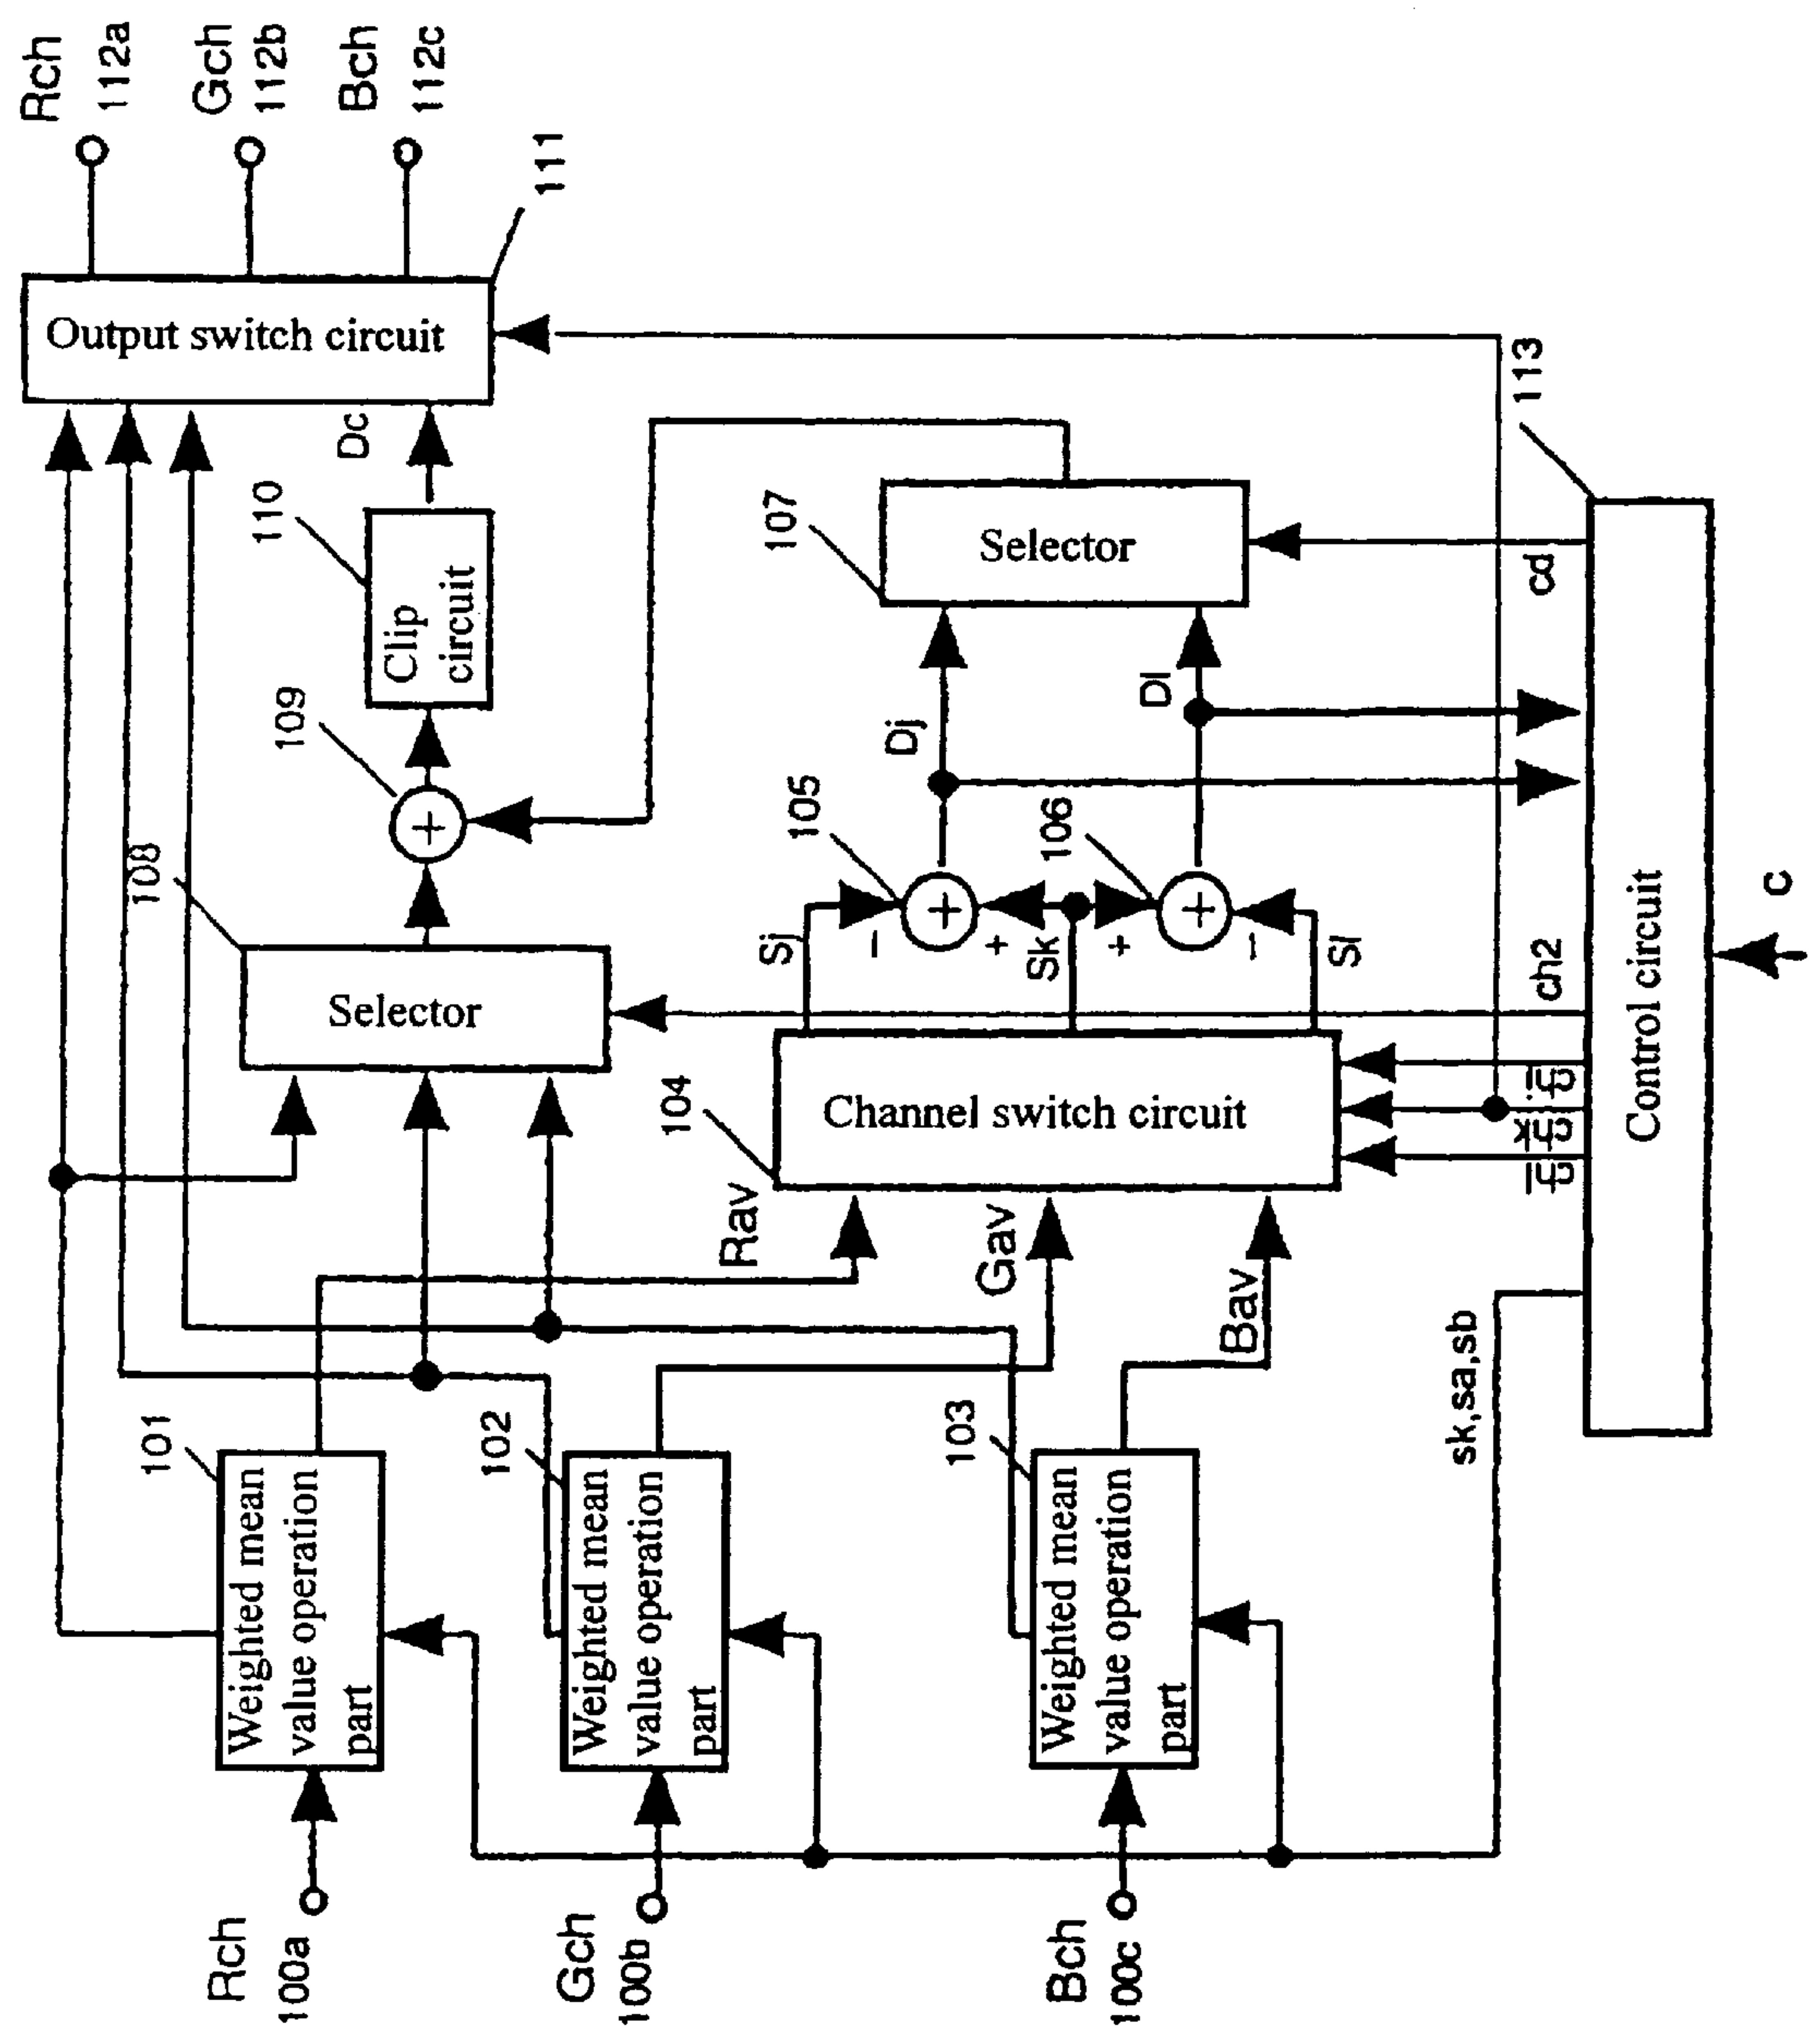 Rch
100a
Gch
100b
Bch
100c
101
Weighted mean
value operation
part
102
Weighted mean
value operation
part
103
Weighted mean
value operation
part
Rav
Gav
Bav
sk,sa,sb
104
Channel switch circuit
108
Selector
Sj
−
+
Sk
+
−
Sl
105
+
106
+
Dj
Dl
107
Selector
109
+
110
Clip
circuit
Dc
Output switch circuit
111
Rch
112a
Gch
112b
Bch
112c
chl
chk
chj
ch2
cd
113
Control circuit
C